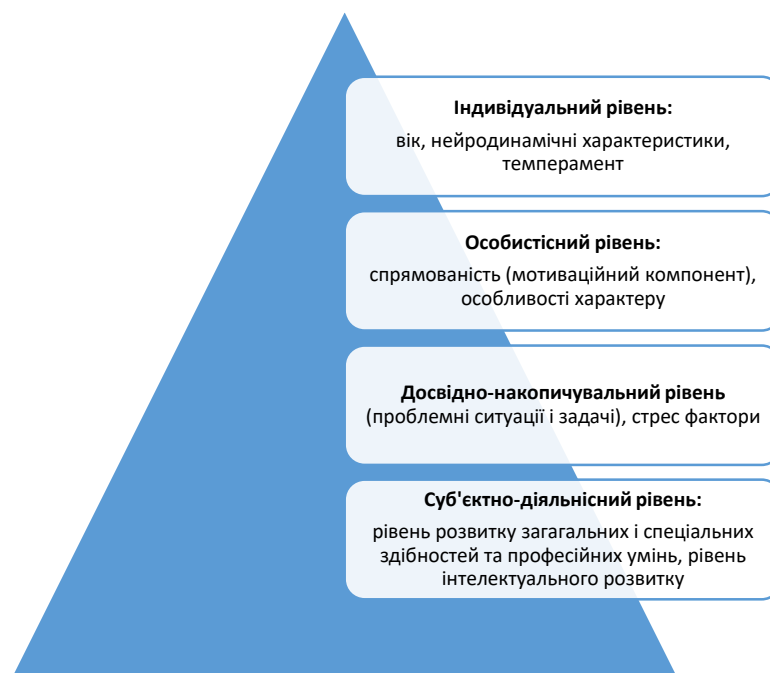 Індивідуальний рівень:
вік, нейродинамічні характеристики,
темперамент
Особистісний рівень:
спрямованість (мотиваційний компонент),
особливості характеру
Досвідно-накопичувальний рівень
(проблемні ситуації і задачі), стрес фактори
Суб'єктно-діяльнісний рівень:
рівень розвитку загагальних і спеціальних
здібностей та професійних умінь, рівень
інтелектуального розвитку